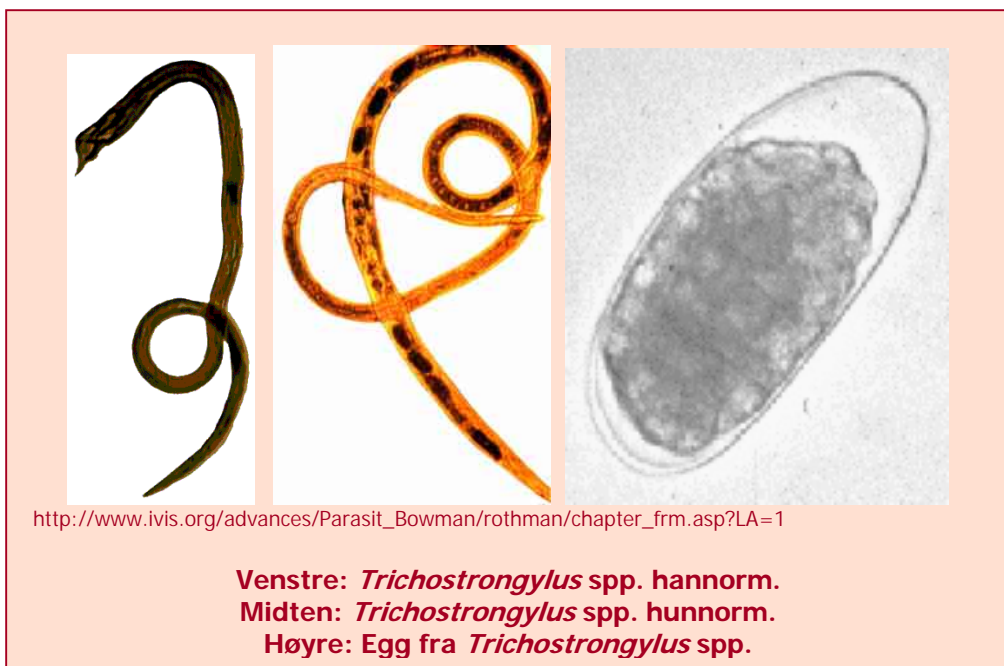 http://www.ivis.org/advances/Parasit_Bowman/rothman/chapter_frm.asp?LA=1
Venstre: Trichostrongylus spp. hannorm.
Midten: Trichostrongylus spp. hunnorm.
Høyre: Egg fra Trichostrongylus spp.